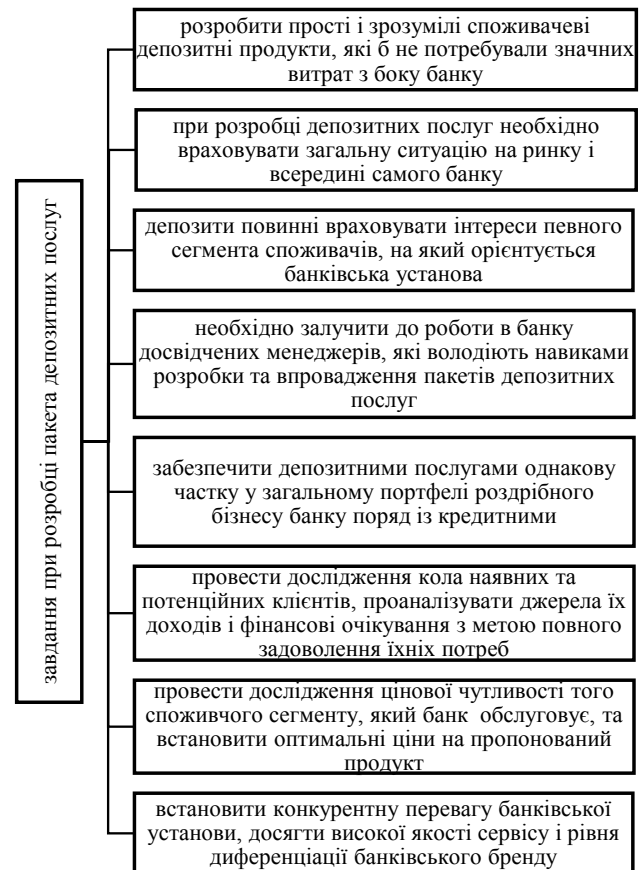 розробити прості і зрозумілі споживачеві
депозитні продукти, які б не потребували значних
витрат з боку банку
при розробці депозитних послуг необхідно
враховувати загальну ситуацію на ринку і
всередині самого банку
депозити повинні враховувати інтереси певного
сегмента споживачів, на який орієнтується
банківська установа
необхідно залучити до роботи в банку
досвідчених менеджерів, які володіють навиками
розробки та впровадження пакетів депозитних
послуг
забезпечити депозитними послугами однакову
частку у загальному портфелі роздрібного
бізнесу банку поряд із кредитними
провести дослідження кола наявних та
потенційних клієнтів, проаналізувати джерела їх
доходів і фінансові очікування з метою повного
задоволення їхніх потреб
провести дослідження цінової чутливості того
споживчого сегменту, який банк обслуговує, та
встановити оптимальні ціни на пропонований
продукт
встановити конкурентну перевагу банківської
установи, досягти високої якості сервісу і рівня
диференціації банківського бренду
завдання при розробці пакета депозитних послуг